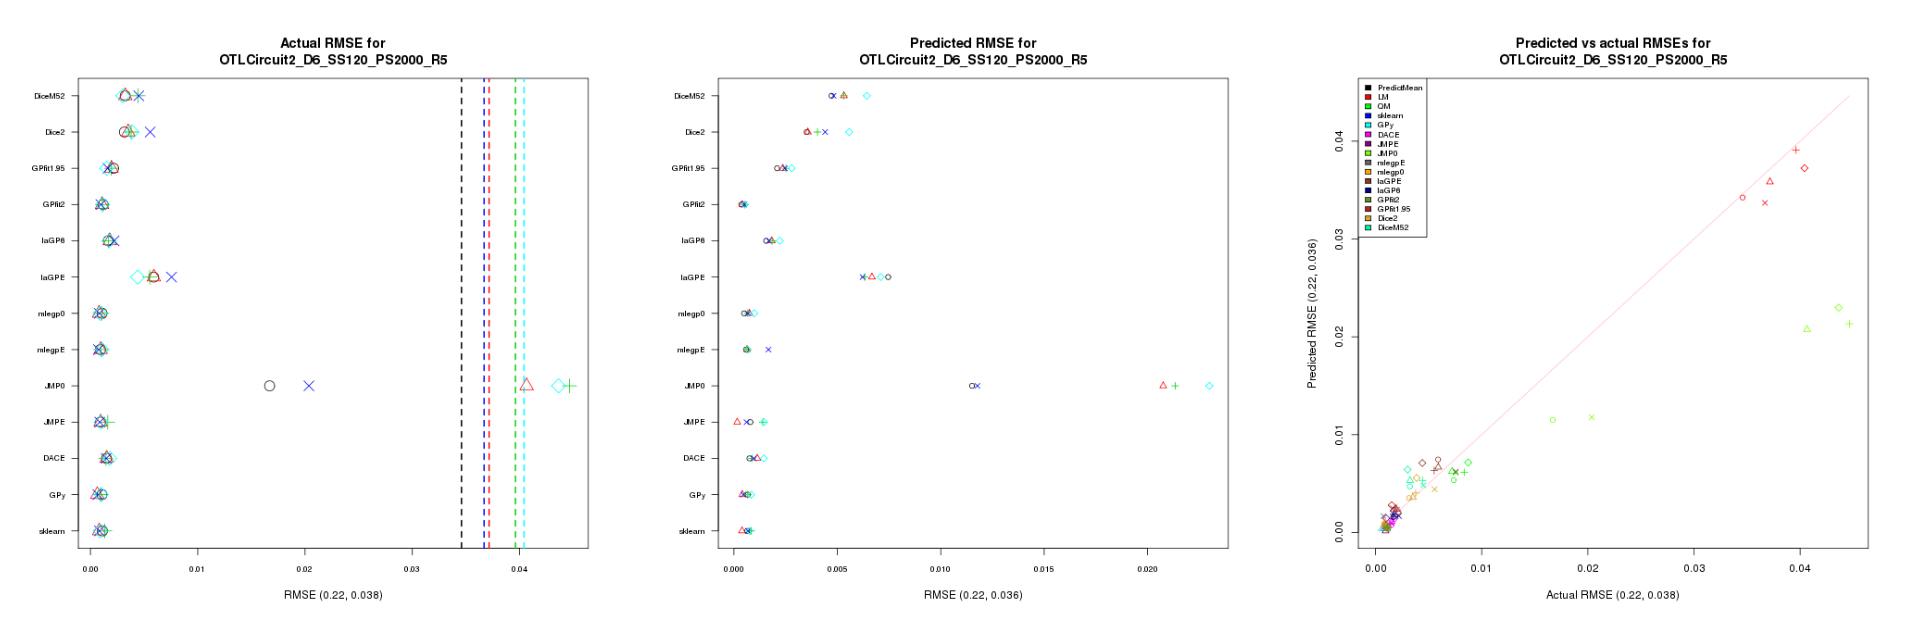 Actual RMSE for
OTLCircuit2_D6_SS120_PS2000_R5
DiceM52
Dice2
GPfit1.95
GPfit2
laGP6
laGPE
mlegp0
mlegpE
JMP0
JMPE
DACE
GPy
sklearn
0.00
0.01
0.02
0.03
0.04
RMSE (0.22, 0.038)
Predicted RMSE for
OTLCircuit2_D6_SS120_PS2000_R5
DiceM52
Dice2
GPfit1.95
GPfit2
laGP6
laGPE
mlegp0
mlegpE
JMP0
JMPE
DACE
GPy
sklearn
0.000
0.005
0.010
0.015
0.020
RMSE (0.22, 0.036)
Predicted vs actual RMSEs for
OTLCircuit2_D6_SS120_PS2000_R5
PredictMean
LM
QM
sklearn
GPy
DACE
JMPE
JMP0
mlegpE
mlegp0
laGPE
laGP6
GPfit2
GPfit1.95
Dice2
DiceM52
Predicted RMSE (0.22, 0.036)
0.04
0.03
0.02
0.01
0.00
0.00
0.01
0.02
0.03
0.04
Actual RMSE (0.22, 0.038)